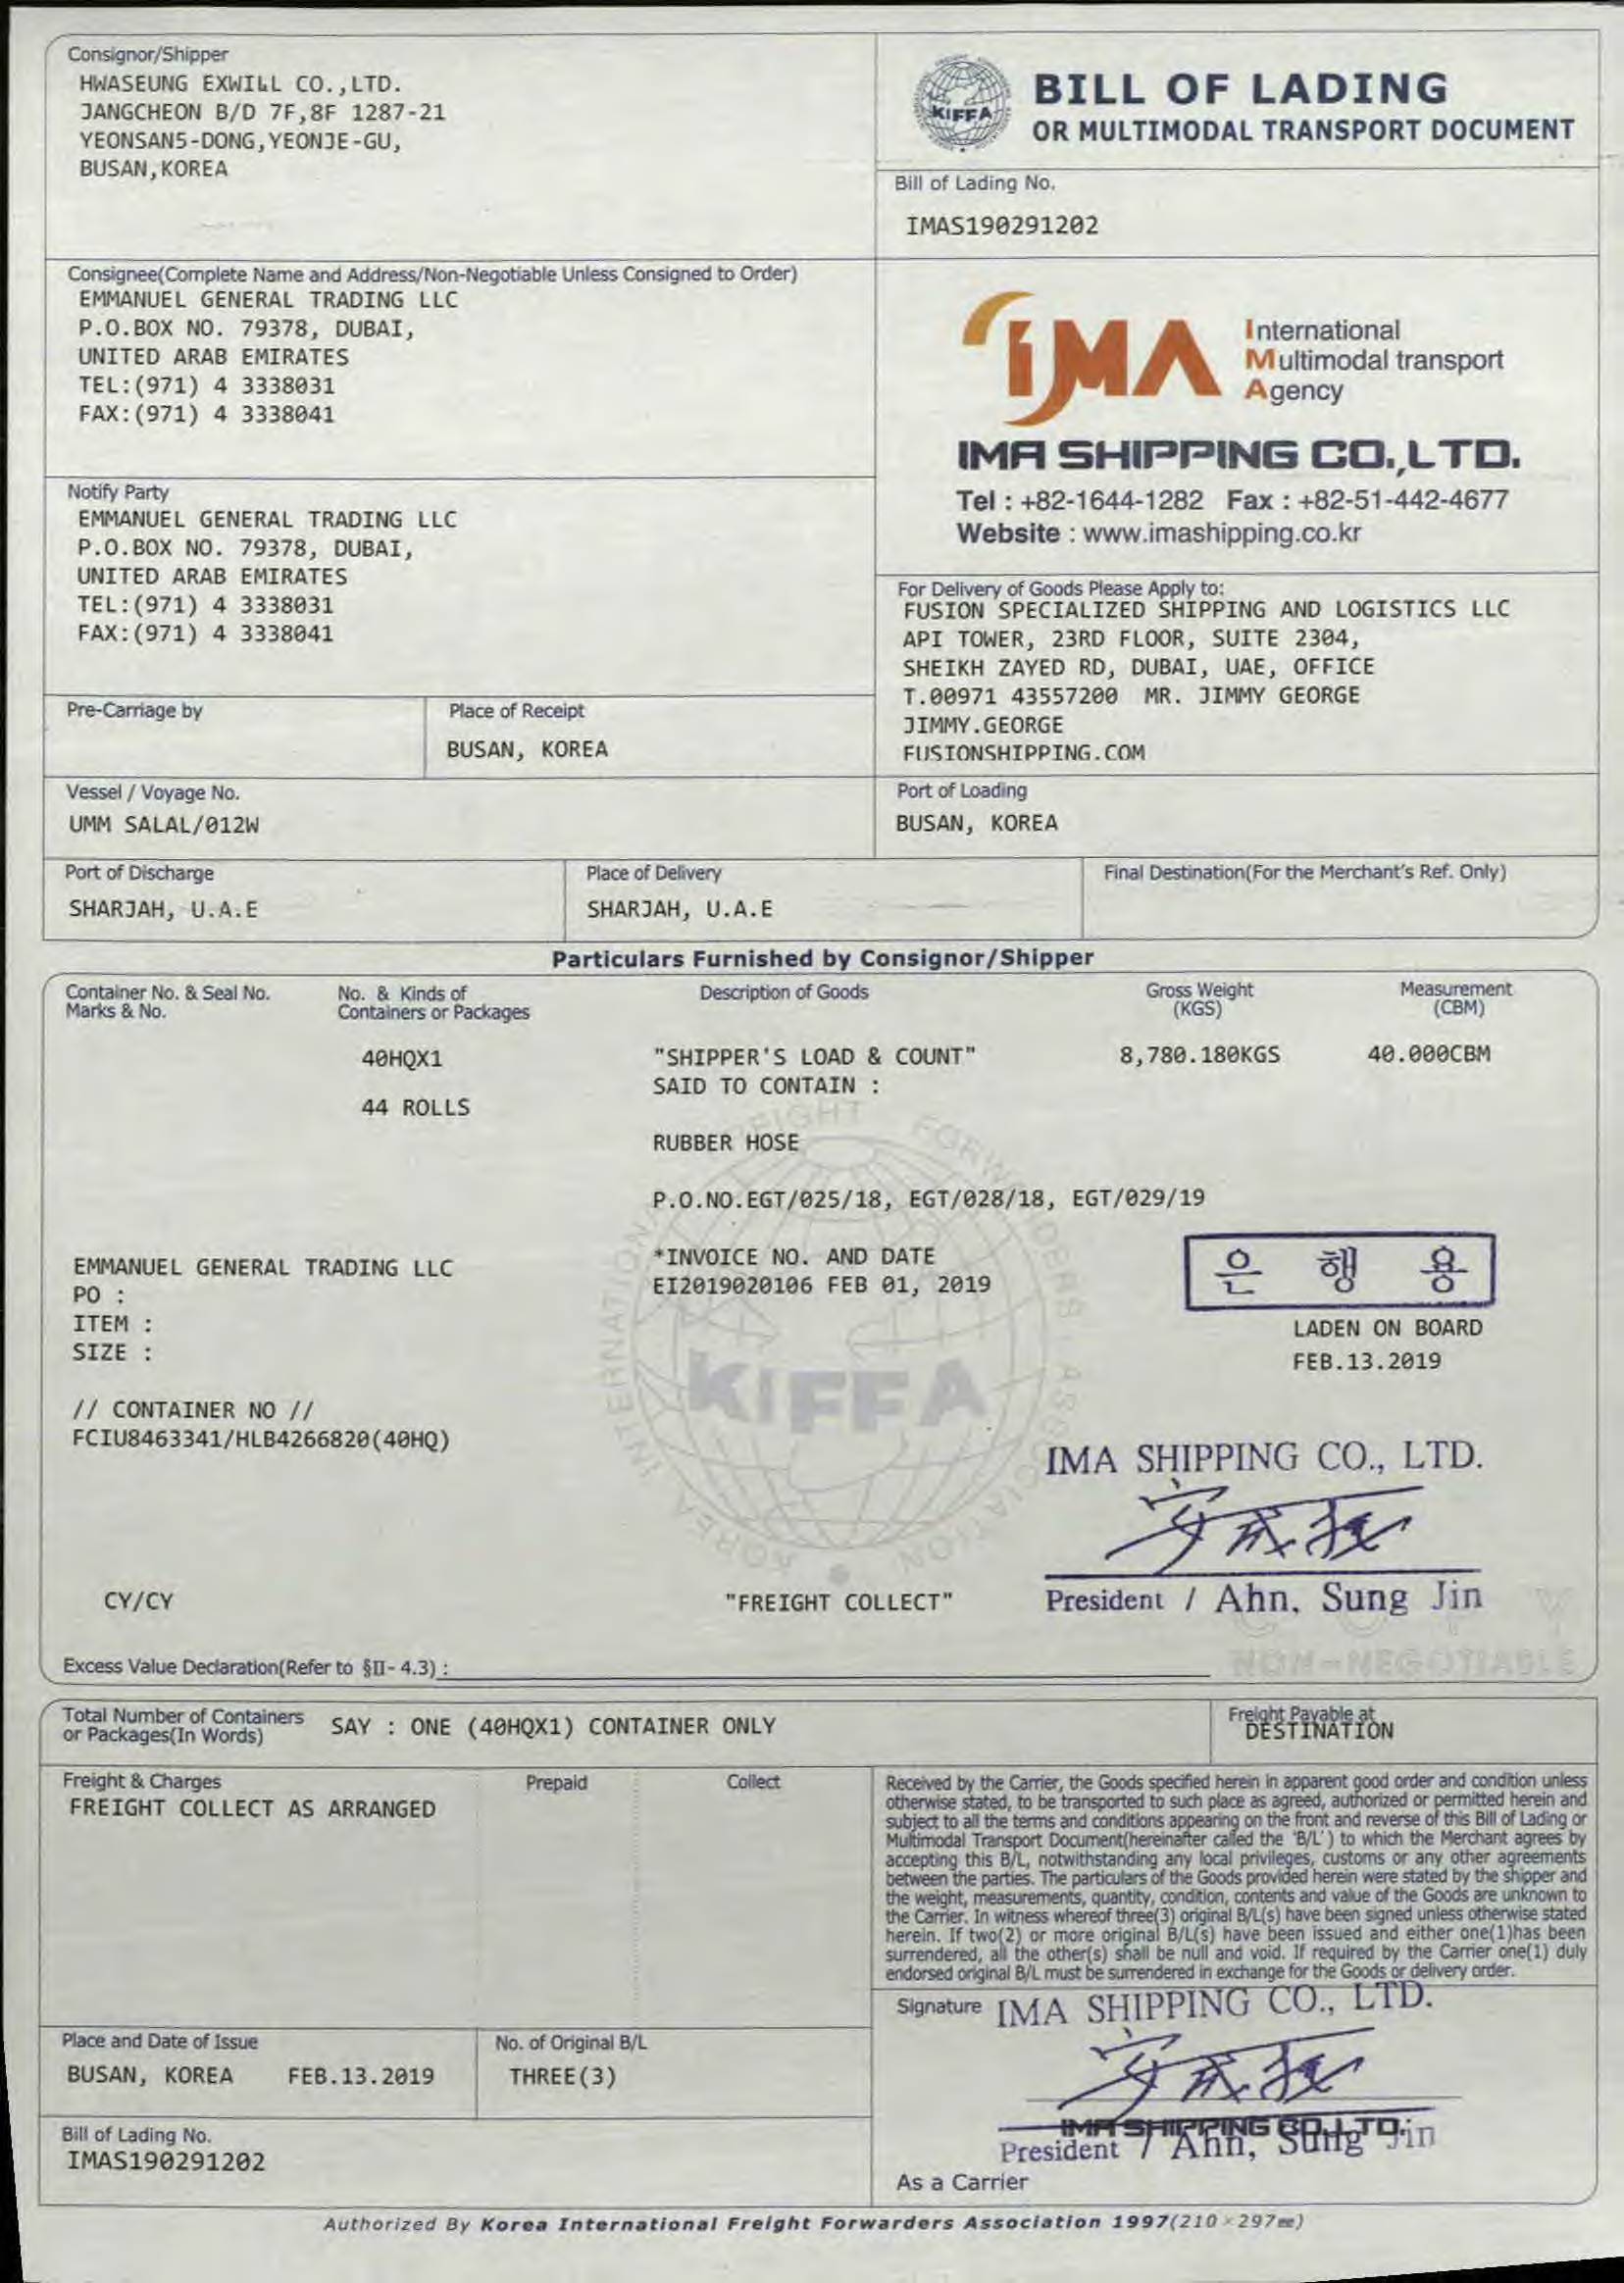 Consignor/Shipper
HWASEUNG EXWILL CO.,LTD.
JANGCHEON B/D 7F,8F 1287-21
YEONSAN5-DONG,YEONJE-GU,
BUSAN,KOREA
KIFFA
BILL OF LADING
OR MULTIMODAL TRANSPORT DOCUMENT
Bill of Lading No.
IMAS190291202
Consignee(Complete Name and Address/Non-Negotiable Unless Consigned to Order)
EMMANUEL GENERAL TRADING LLC
P.O.BOX NO. 79378, DUBAI,
UNITED ARAB EMIRATES
TEL:(971) 4 3338031
FAX:(971) 4 3338041
IMA
International
Multimodal transport
Agency
IMA SHIPPING CO.,LTD.
Tel : +82-1644-1282 Fax : +82-51-442-4677
Website : www.imashipping.co.kr
Notify Party
EMMANUEL GENERAL TRADING LLC
P.O.BOX NO. 79378, DUBAI,
UNITED ARAB EMIRATES
TEL:(971) 4 3338031
FAX:(971) 4 3338041
For Delivery of Goods Please Apply to:
FUSION SPECIALIZED SHIPPING AND LOGISTICS LLC
API TOWER, 23RD FLOOR, SUITE 2304,
SHEIKH ZAYED RD, DUBAI, UAE, OFFICE
T.00971 43557200 MR. JIMMY GEORGE
JIMMY.GEORGE
FUSIONSHIPPING.COM
Pre-Carriage by
Place of Receipt
BUSAN, KOREA
Vessel / Voyage No.
UMM SALAL/012W
Port of Loading
BUSAN, KOREA
Port of Discharge
SHARJAH, U.A.E
Place of Delivery
SHARJAH, U.A.E
Final Destination(For the Merchant's Ref. Only)
Particulars Furnished by Consignor/Shipper
Container No. & Seal No.
Marks & No.
No. & Kinds of
Containers or Packages
Description of Goods
Gross Weight
(KGS)
Measurement
(CBM)
40HQX1
"SHIPPER'S LOAD & COUNT"
8,780.180KGS
40.000CBM
SAID TO CONTAIN :
44 ROLLS
RUBBER HOSE
P.O.NO.EGT/025/18, EGT/028/18, EGT/029/19
EMMANUEL GENERAL TRADING LLC
PO :
ITEM :
SIZE :
*INVOICE NO. AND DATE
EI2019020106 FEB 01, 2019
은 행 용
LADEN ON BOARD
FEB.13.2019
KOREA INTERNATIONAL FREIGHT FORWARDERS ASSOCIATION
KIFFA
// CONTAINER NO //
FCIU8463341/HLB4266820(40HQ)
IMA SHIPPING CO., LTD.
President / Ahn, Sung Jin
CY/CY
"FREIGHT COLLECT"
NON-NEGOTIABLE
Excess Value Declaration(Refer to §II- 4.3) :
Total Number of Containers
or Packages(In Words)
SAY : ONE (40HQX1) CONTAINER ONLY
Freight Payable at
DESTINATION
Freight & Charges
Prepaid
Collect
FREIGHT COLLECT AS ARRANGED
Received by the Carrier, the Goods specified herein in apparent good order and condition unless
otherwise stated, to be transported to such place as agreed, authorized or permitted herein and
subject to all the terms and conditions appearing on the front and reverse of this Bill of Lading or
Multimodal Transport Document(hereinafter called the 'B/L') to which the Merchant agrees by
accepting this B/L, notwithstanding any local privileges, customs or any other agreements
between the parties. The particulars of the Goods provided herein were stated by the shipper and
the weight, measurements, quantity, condition, contents and value of the Goods are unknown to
the Carrier. In witness whereof three(3) original B/L(s) have been signed unless otherwise stated
herein. If two(2) or more original B/L(s) have been issued and either one(1)has been
surrendered, all the other(s) shall be null and void. If required by the Carrier one(1) duly
endorsed original B/L must be surrendered in exchange for the Goods or delivery order.
Signature
IMA SHIPPING CO., LTD.
IMA SHIPPING CO.,LTD.
President / Ahn, Sung Jin
As a Carrier
Place and Date of Issue
BUSAN, KOREA FEB.13.2019
No. of Original B/L
THREE(3)
Bill of Lading No.
IMAS190291202
Authorized By Korea International Freight Forwarders Association 1997(210×297㎜)